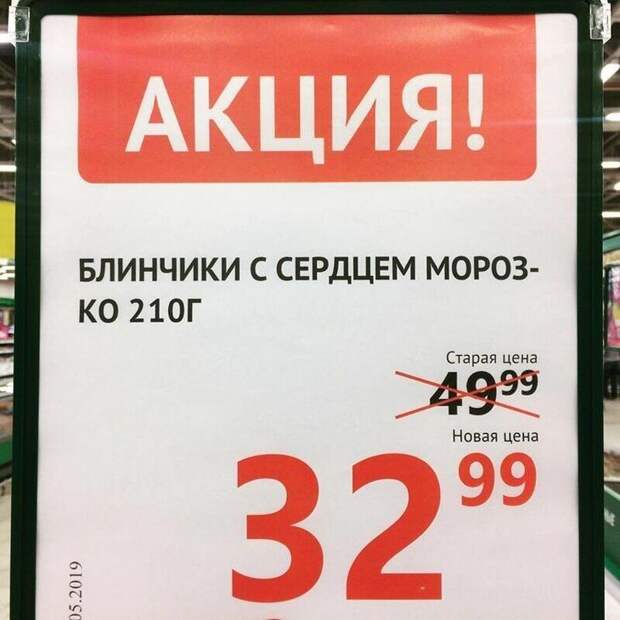 АКЦИЯ!
БЛИНЧИКИ С СЕРДЦЕМ МОРОЗ-
КО 210Г
Старая цена
49 99
Новая цена
32 99
05.2019